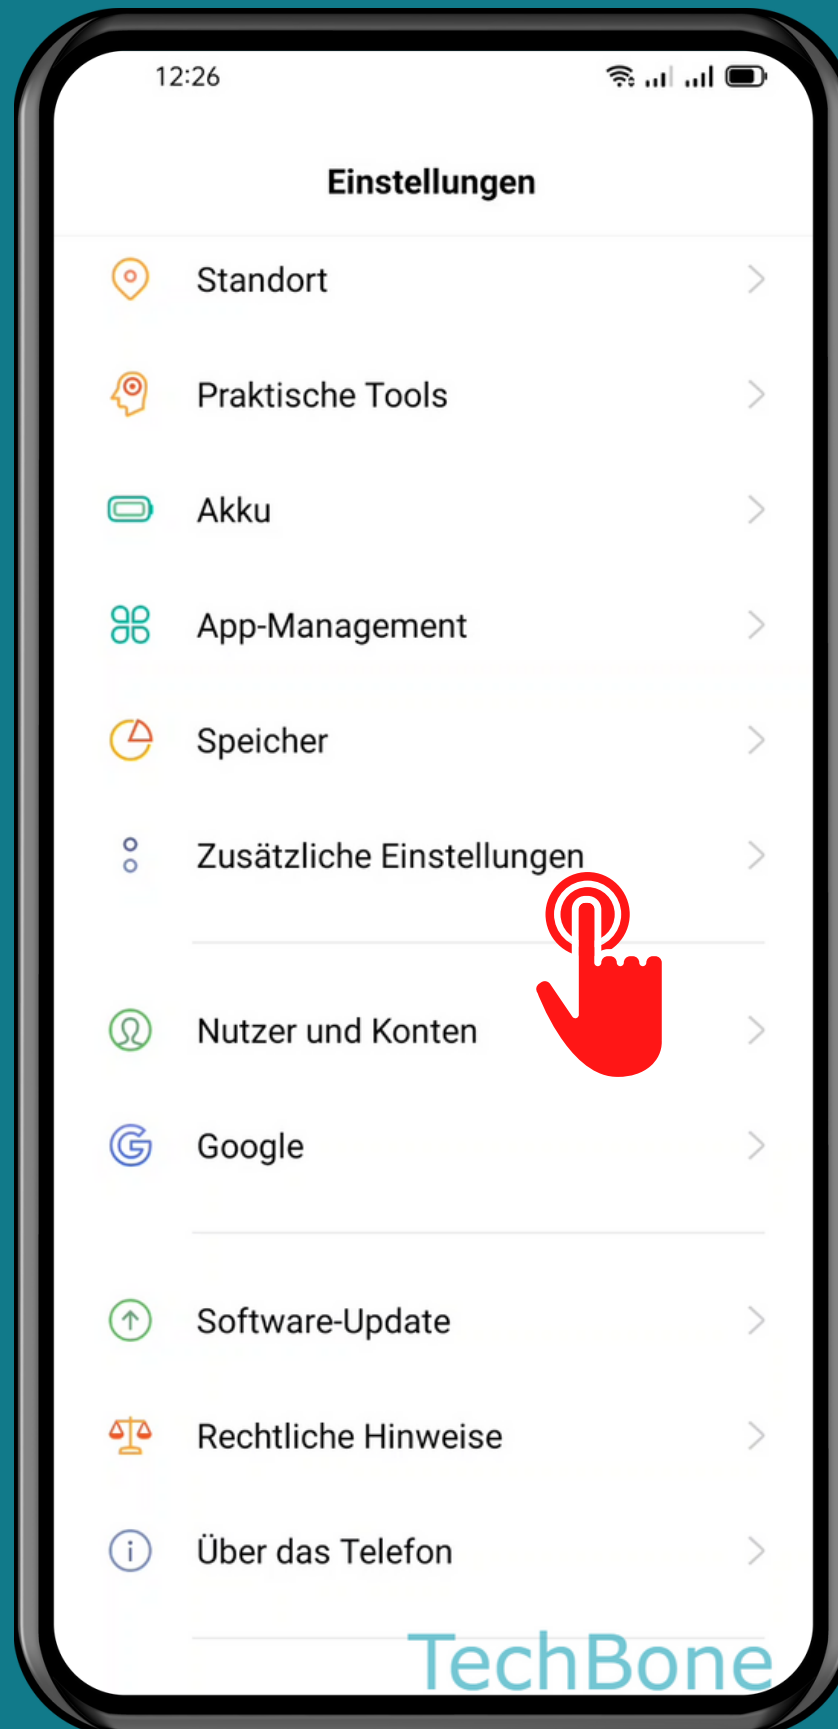 12:26
Einstellungen
Standort
Praktische Tools
Akku
App-Management
Speicher
Zusätzliche Einstellungen
Nutzer und Konten
Google
Software-Update
Rechtliche Hinweise
Über das Telefon
TechBone